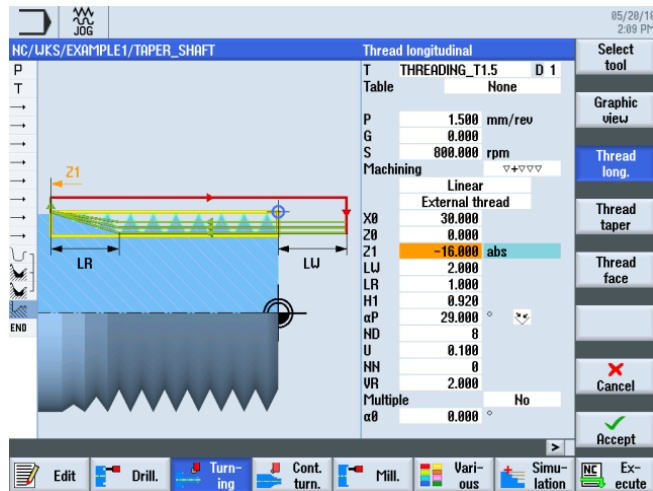 JOG
05/20/18
2:09 PM
NC/WKS/EXAMPLE1/TAPER_SHAFT
Thread longitudinal
Select
tool
P
T
END
Z1
LR
LW
T THREADING_T1.5 D 1
Table None
P 1.500 mm/rev
G 0.000
S 800.000 rpm
Machining ▽+▽▽▽
Linear
External thread
X0 30.000
Z0 0.000
Z1 -16.000 abs
LW 2.000
LR 1.000
H1 0.920
αP 29.000 °
ND 8
U 0.100
NN 0
VR 2.000
Multiple No
α0 0.000 °
Graphic
view
Thread
long.
Thread
taper
Thread
face
Cancel
Accept
>
Edit
Drill.
Turn-
ing
Cont.
turn.
Mill.
Vari-
ous
Simu-
lation
NC
Ex-
ecute